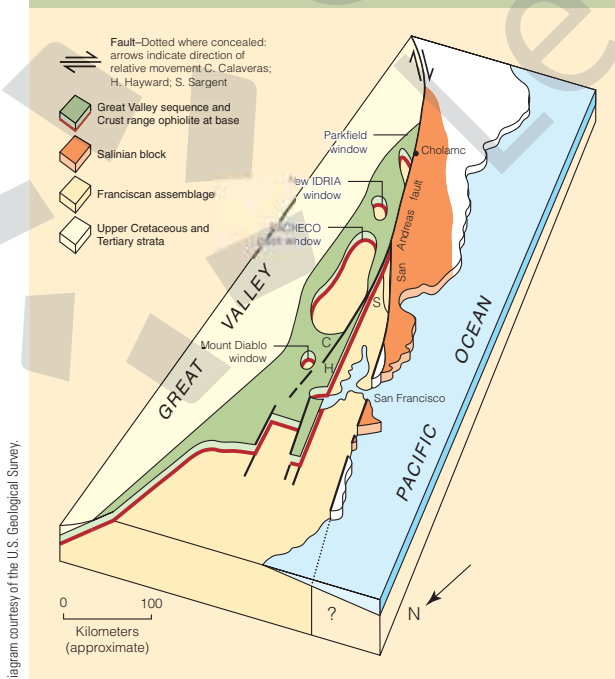 Fault–Dotted where concealed:
arrows indicate direction of
relative movement C. Calaveras;
H. Hayward; S. Sargent
Great Valley sequence and
Crust range ophiolite at base
Salinian block
Franciscan assemblage
Upper Cretaceous and
Tertiary strata
Parkfield
window
Cholamc
IDRIA
window
window
San Andreas fault
S
C
H
Mount Diablo
window
GREAT VALLEY
San Francisco
PACIFIC OCEAN
0 100
Kilometers
(approximate)
?
N
iagram courtesy of the U.S. Geological Survey.